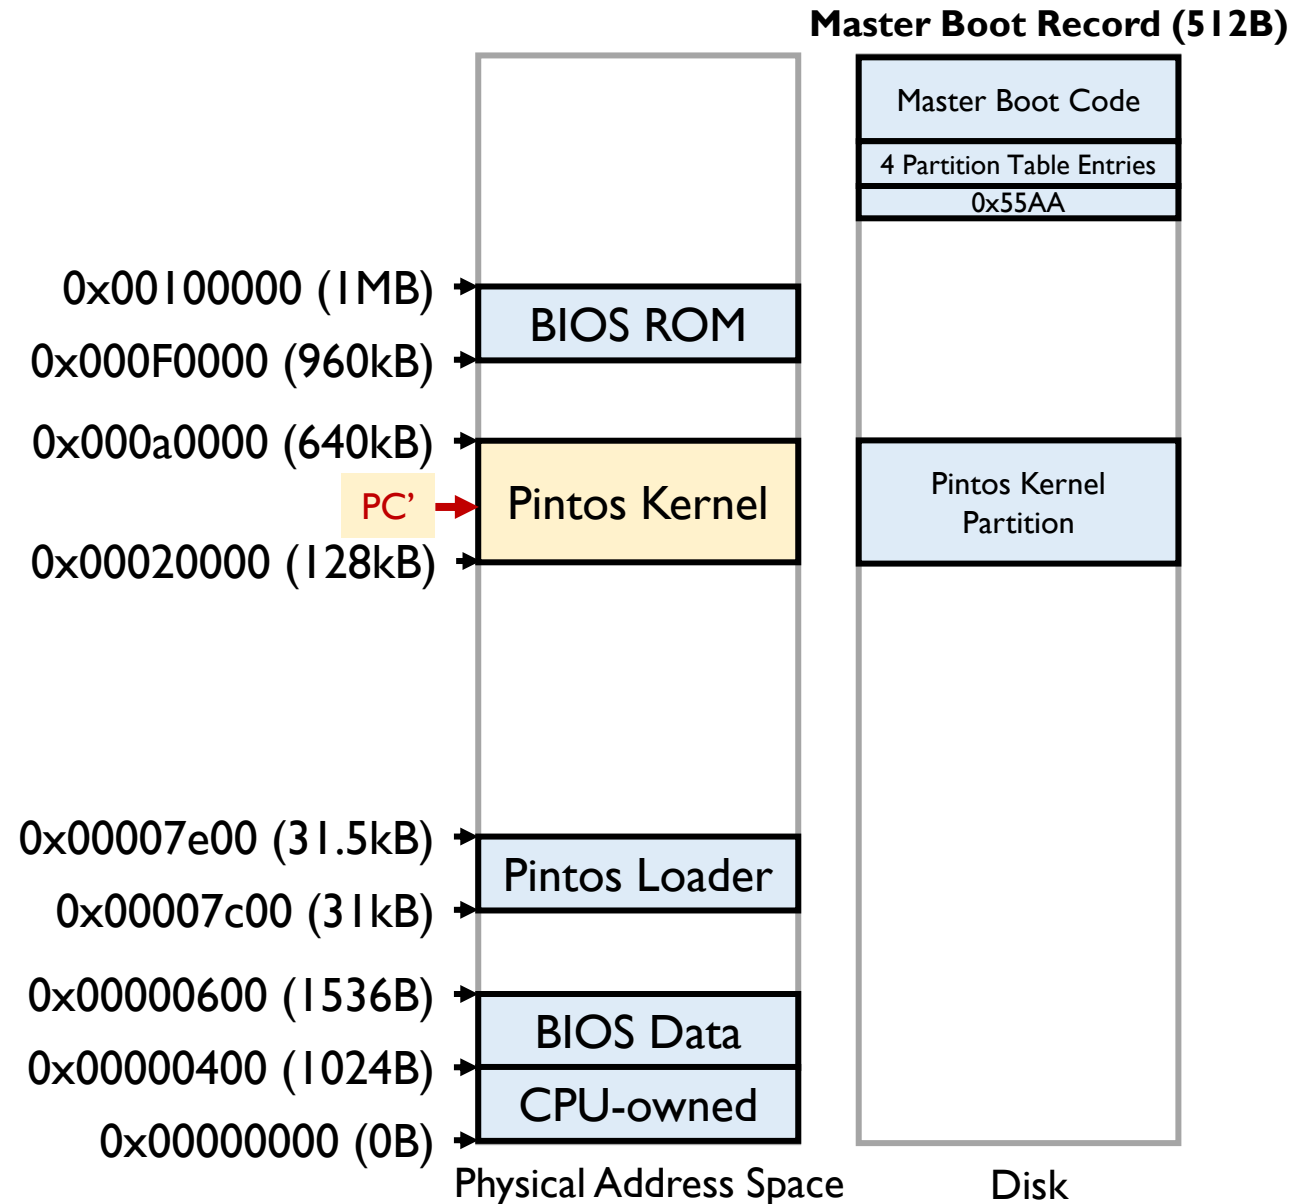 Master Boot Record (512B)
Master Boot Code
4 Partition Table Entries
0x55AA
0x00100000 (1MB)
BIOS ROM
0x000F0000 (960kB)
0x000a0000 (640kB)
PC’
Pintos Kernel
Pintos Kernel
Partition
0x00020000 (128kB)
0x00007e00 (31.5kB)
Pintos Loader
0x00007c00 (31kB)
0x00000600 (1536B)
BIOS Data
0x00000400 (1024B)
CPU-owned
0x00000000 (0B)
Physical Address Space
Disk